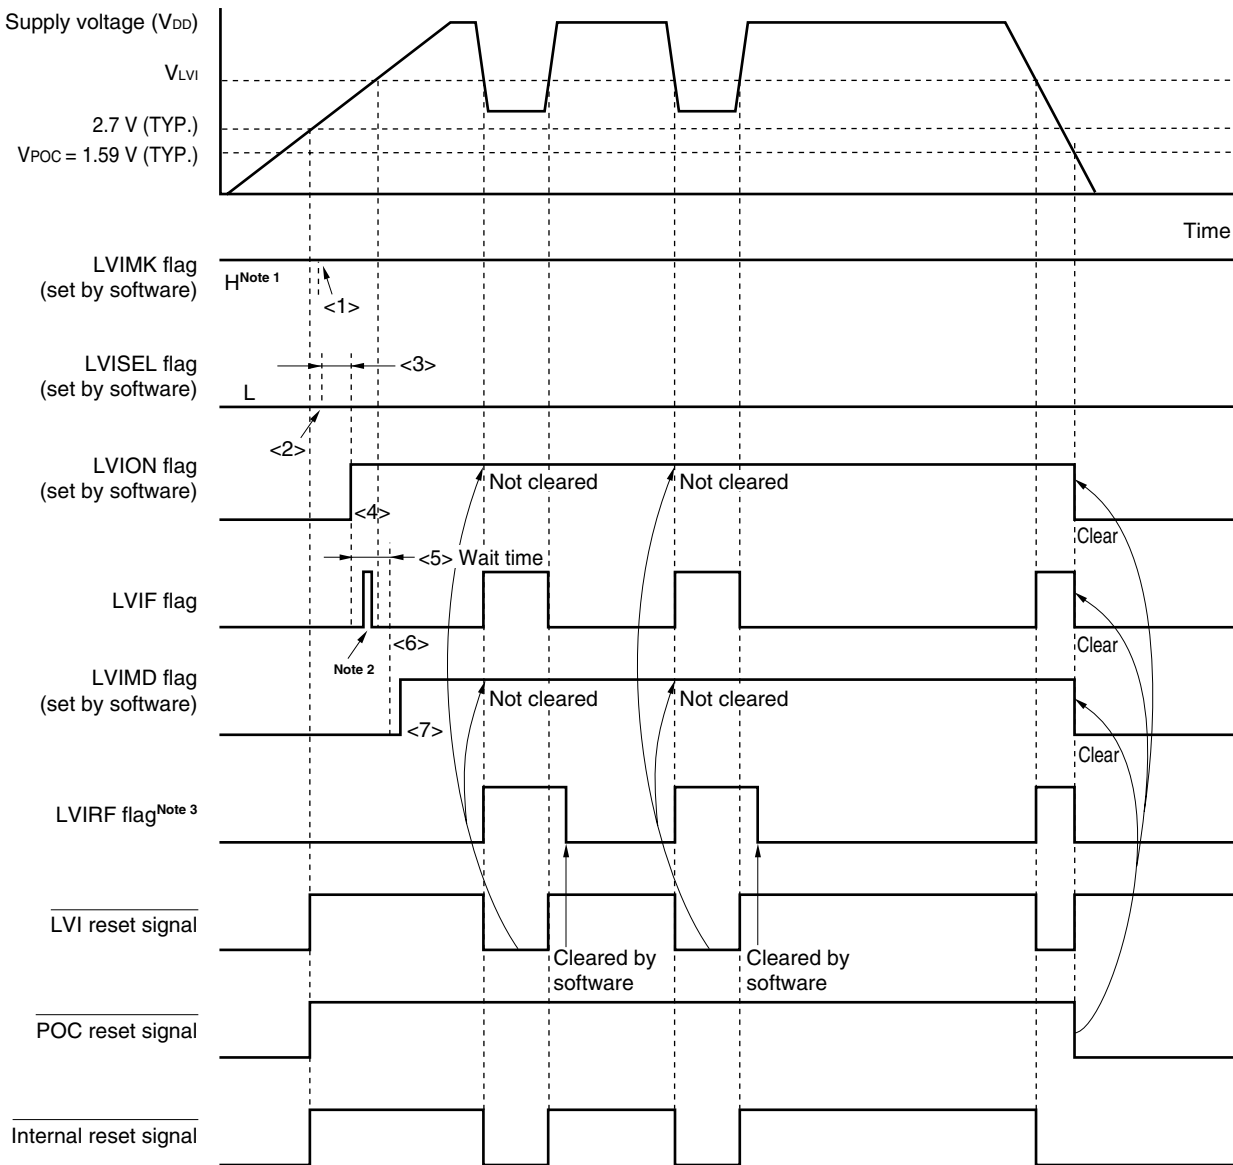 Supply voltage (VDD)
VLVI
2.7 V (TYP.)
VPOC = 1.59 V (TYP.)
Time
LVIMK flag
(set by software)
HNote 1
<1>
LVISEL flag
(set by software)
<3>
L
<2>
LVION flag
(set by software)
Not cleared
Not cleared
<4>
Clear
<5> Wait time
LVIF flag
Note 2
<6>
Clear
LVIMD flag
(set by software)
Not cleared
Not cleared
<7>
Clear
LVIRF flagNote 3
LVI reset signal
Cleared by
software
Cleared by
software
POC reset signal
Internal reset signal